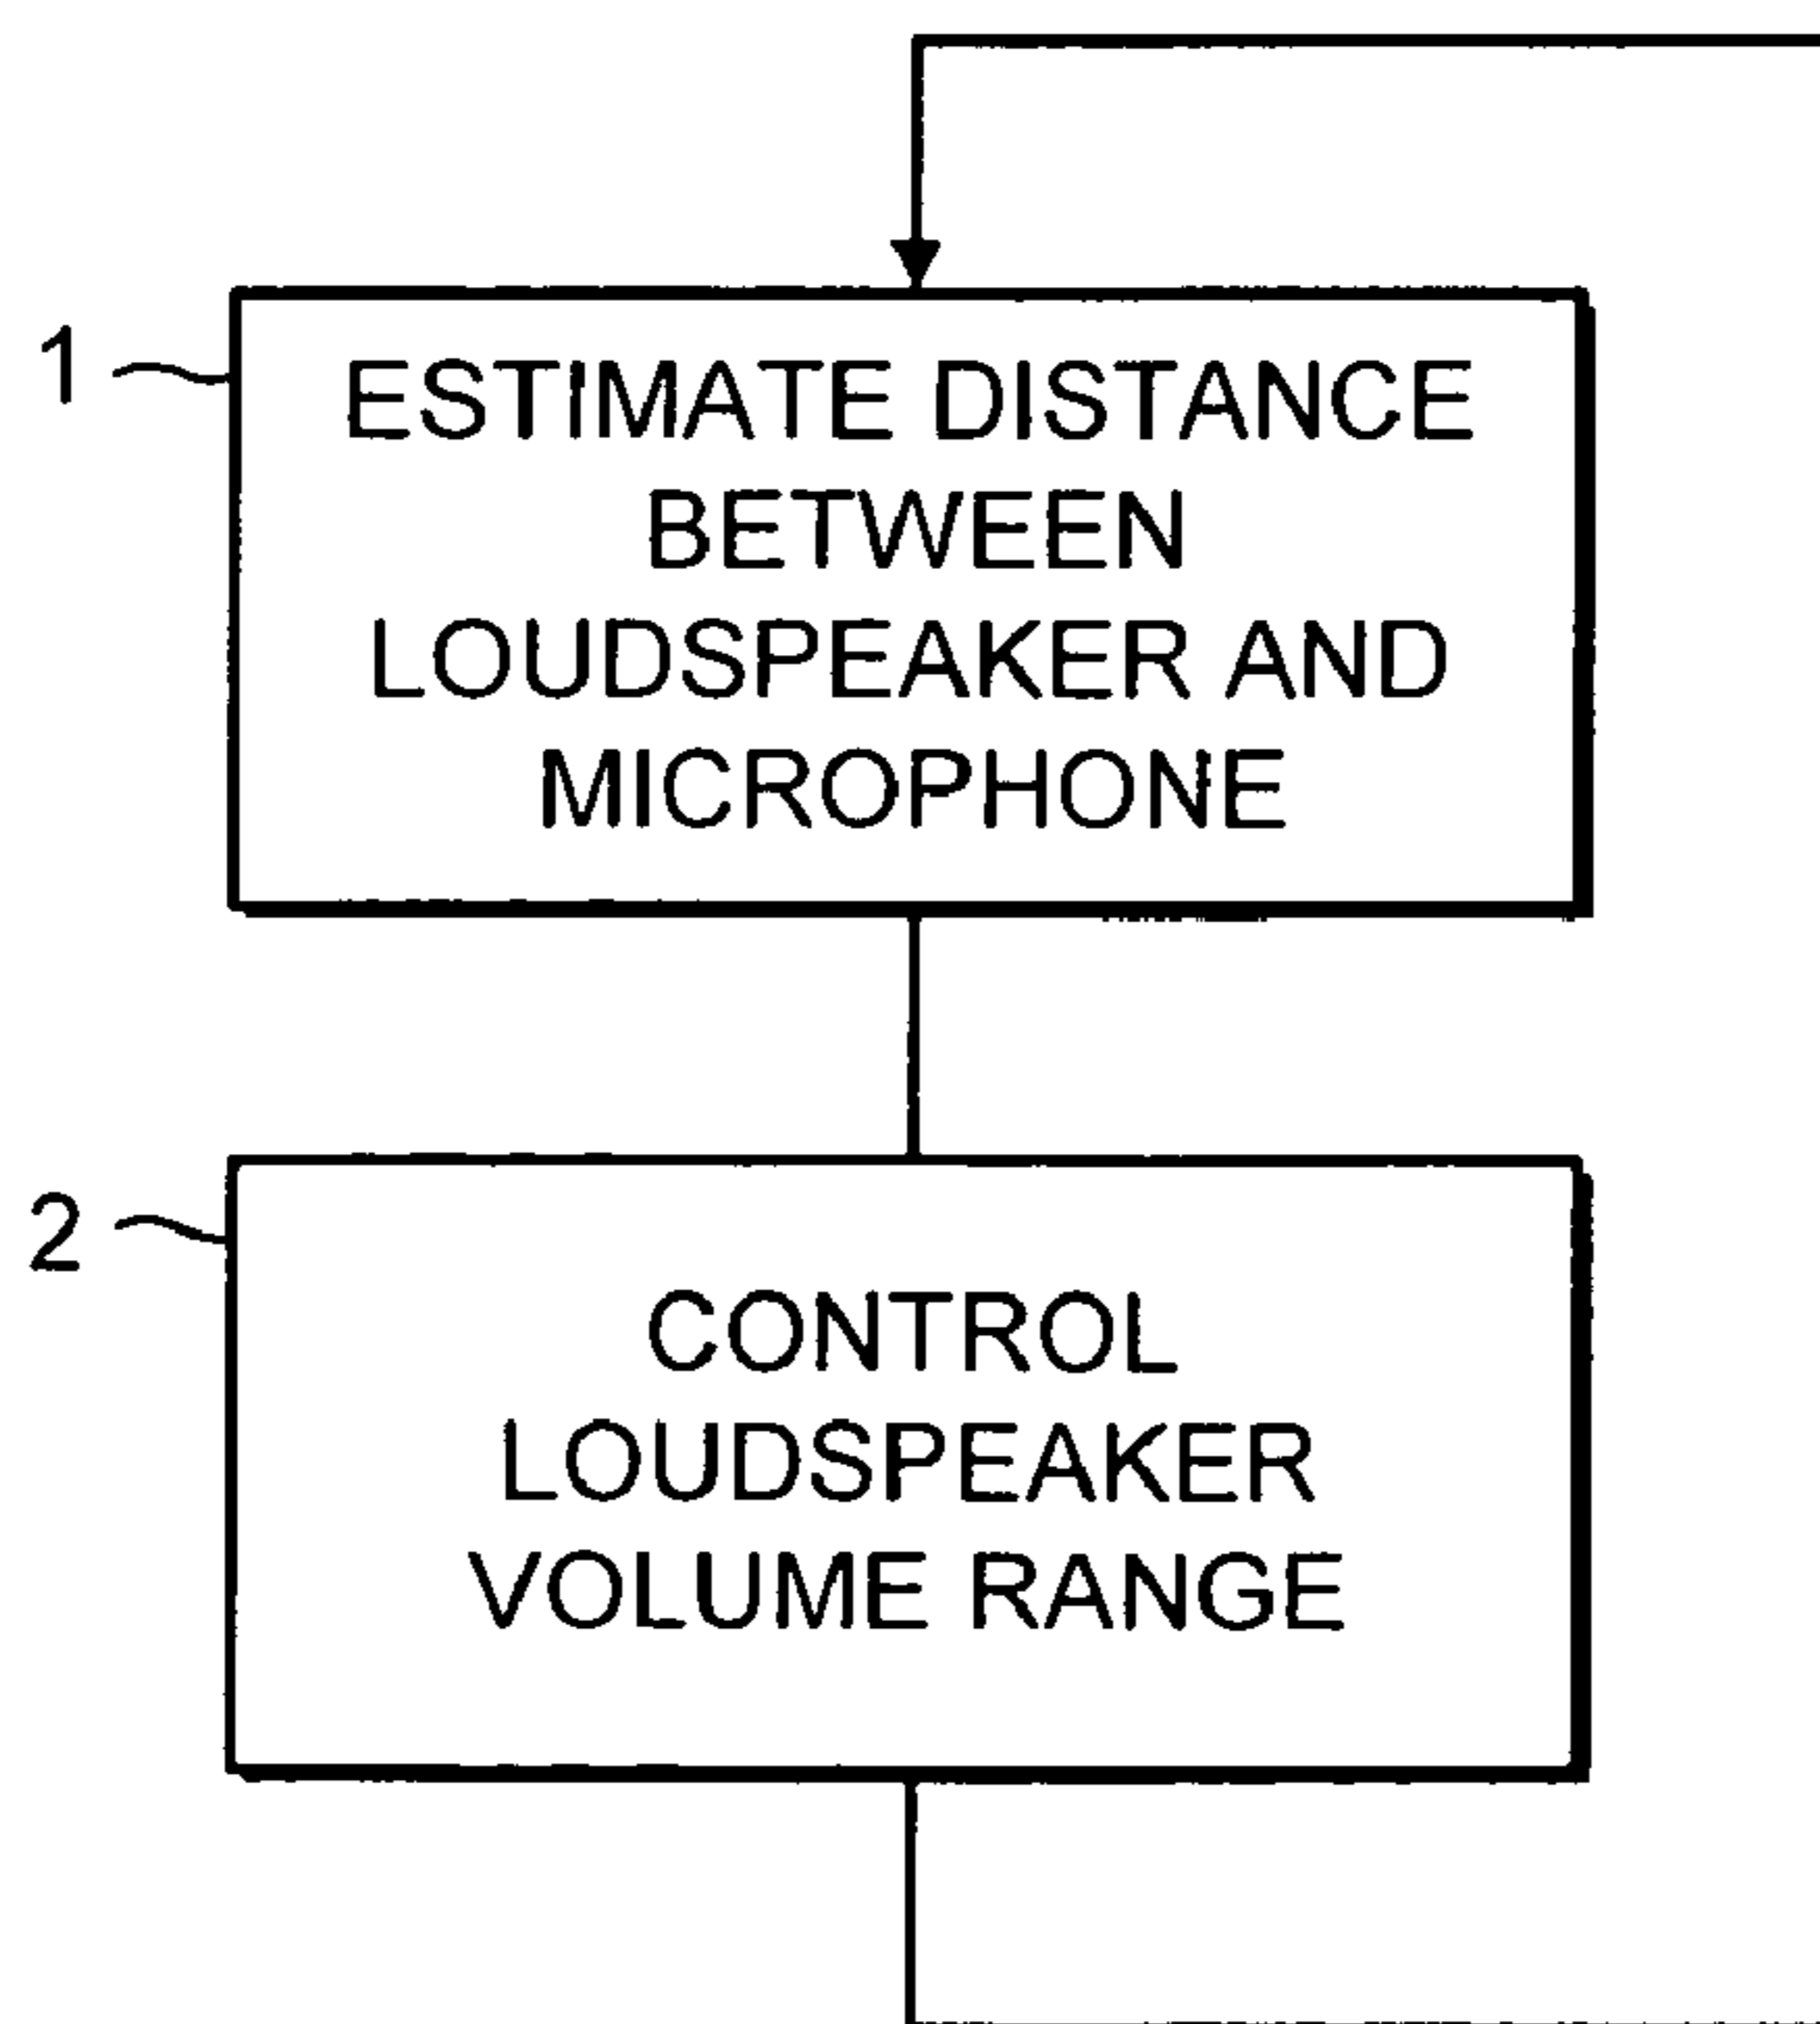 1
ESTIMATE DISTANCE
BETWEEN
LOUDSPEAKER AND
MICROPHONE
2
CONTROL
LOUDSPEAKER
VOLUME RANGE